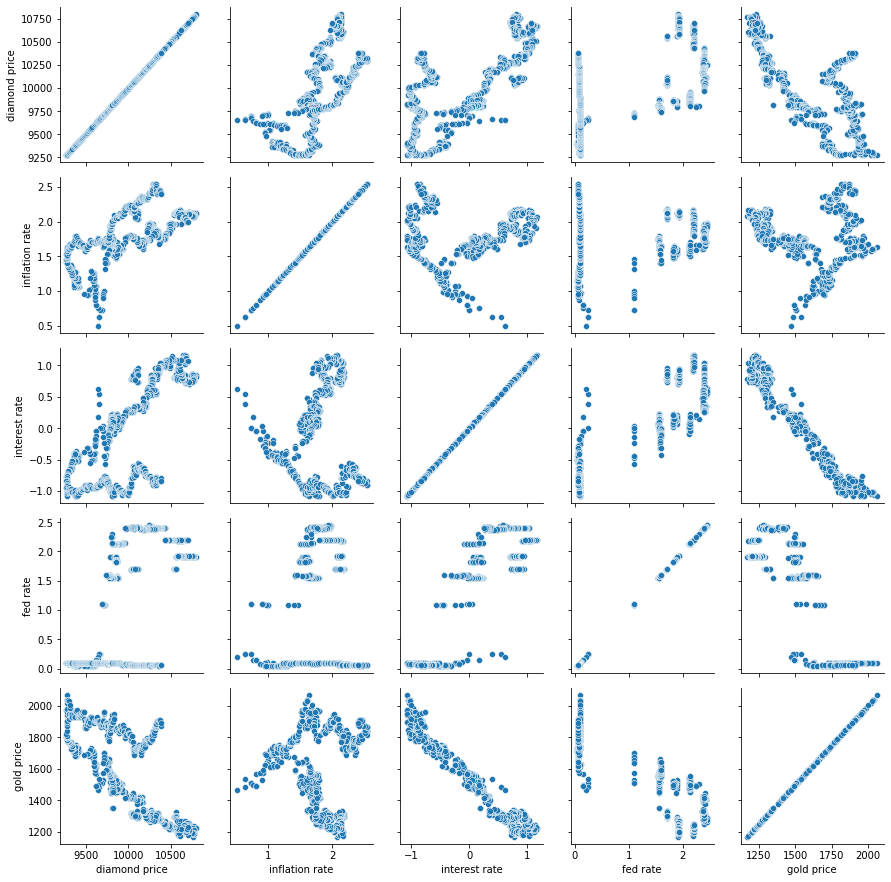 10750
10500
10250
10000
9750
9500
9250
diamond price
2.5
2.0
1.5
1.0
0.5
inflation rate
1.0
0.5
0.0
−0.5
−1.0
interest rate
2.5
2.0
1.5
1.0
0.5
0.0
fed rate
2000
1800
1600
1400
1200
gold price
9500 10000 10500
1 2
−1 0 1
0 1 2
1250 1500 1750 2000
diamond price
inflation rate
interest rate
fed rate
gold price